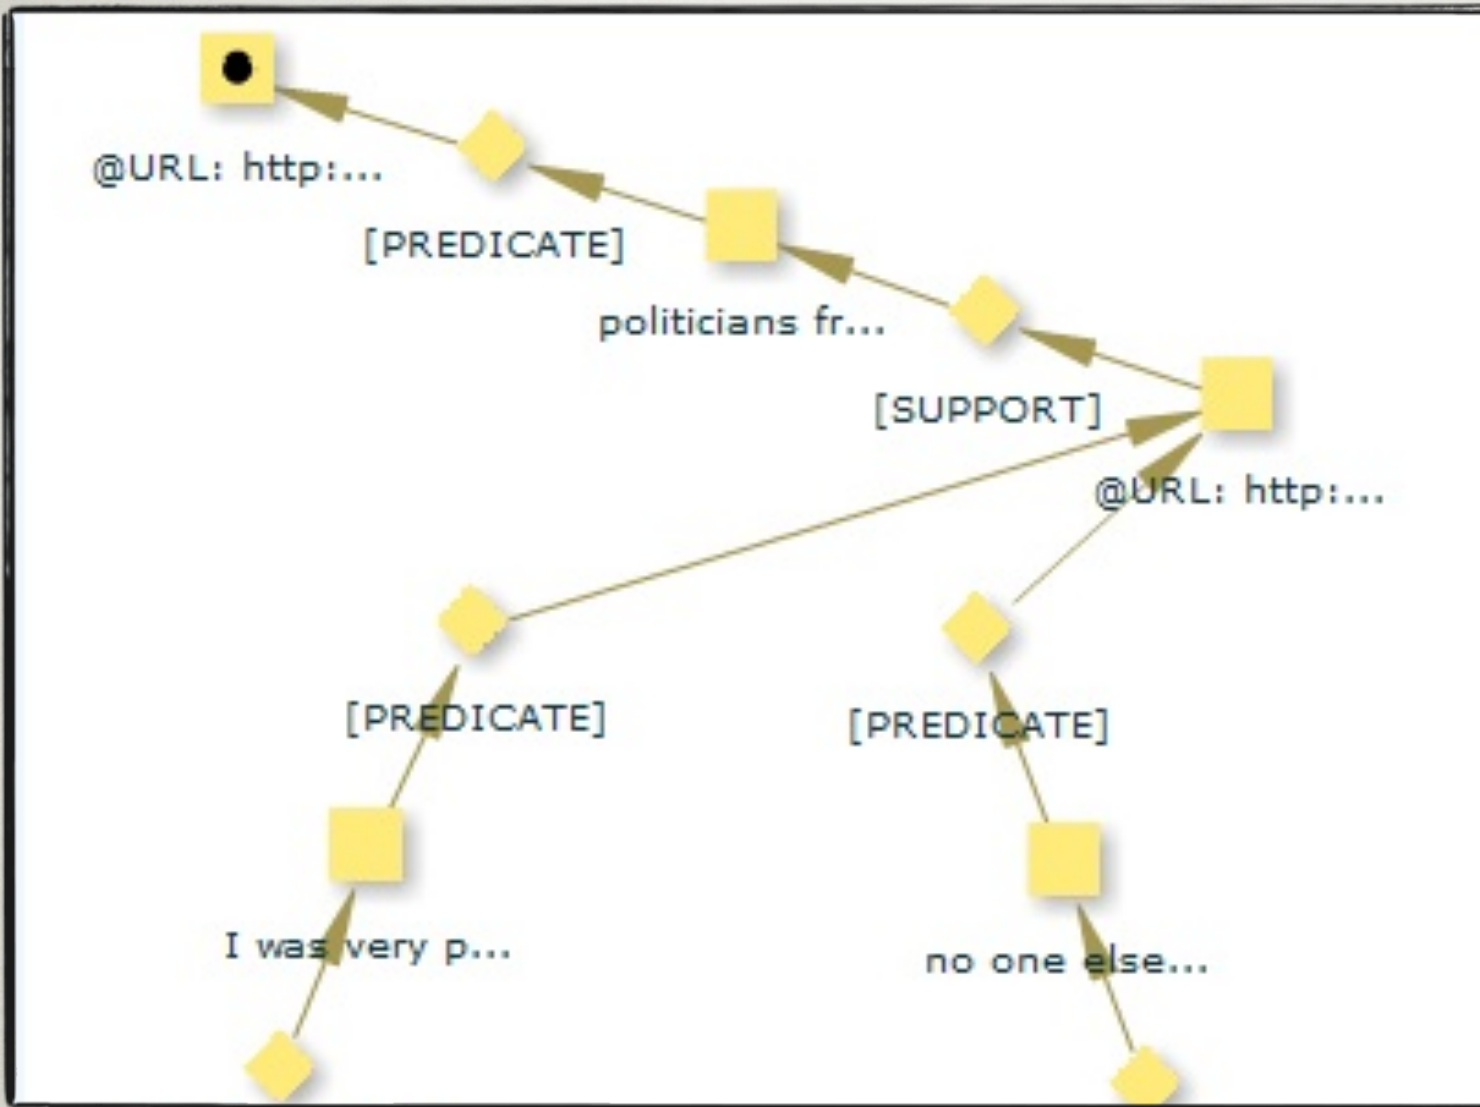 @URL: http:...
[PREDICATE]
politicians fr...
[SUPPORT]
@URL: http:...
[PREDICATE]
[PREDICATE]
I was very p...
no one else...